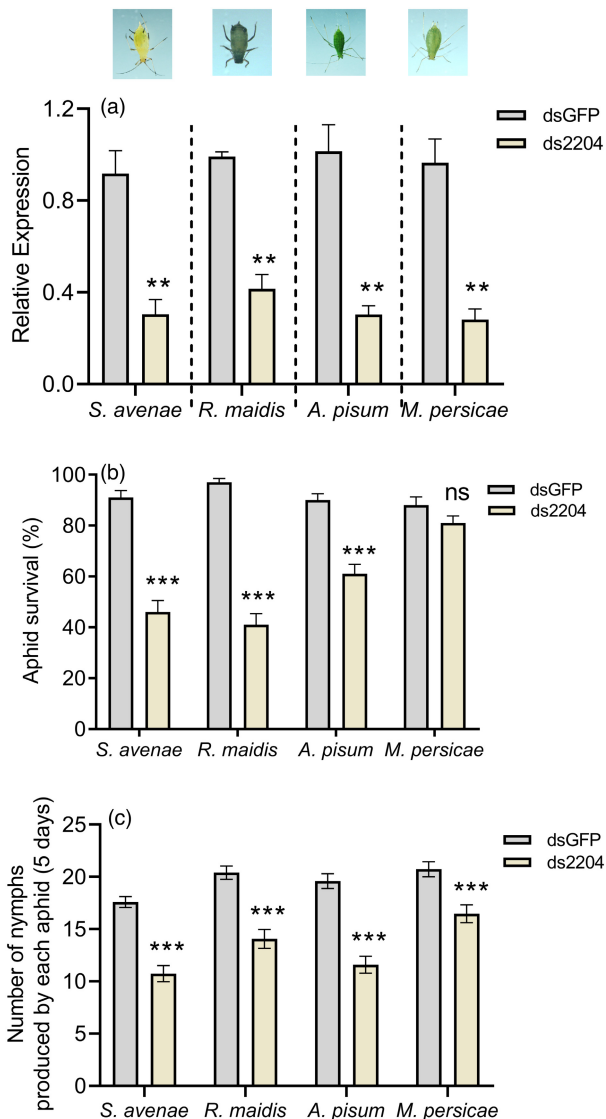 (a)
dsGFP
ds2204
Relative Expression
1.2
0.8
0.4
0.0
**
**
**
**
S. avenae
R. maidis
A. pisum
M. persicae
(b)
dsGFP
ds2204
Aphid survival (%)
100
80
60
40
20
0
***
***
***
ns
S. avenae
R. maidis
A. pisum
M. persicae
(c)
dsGFP
ds2204
Number of nymphs
produced by each aphid (5 days)
25
20
15
10
5
0
***
***
***
***
S. avenae
R. maidis
A. pisum
M. persicae